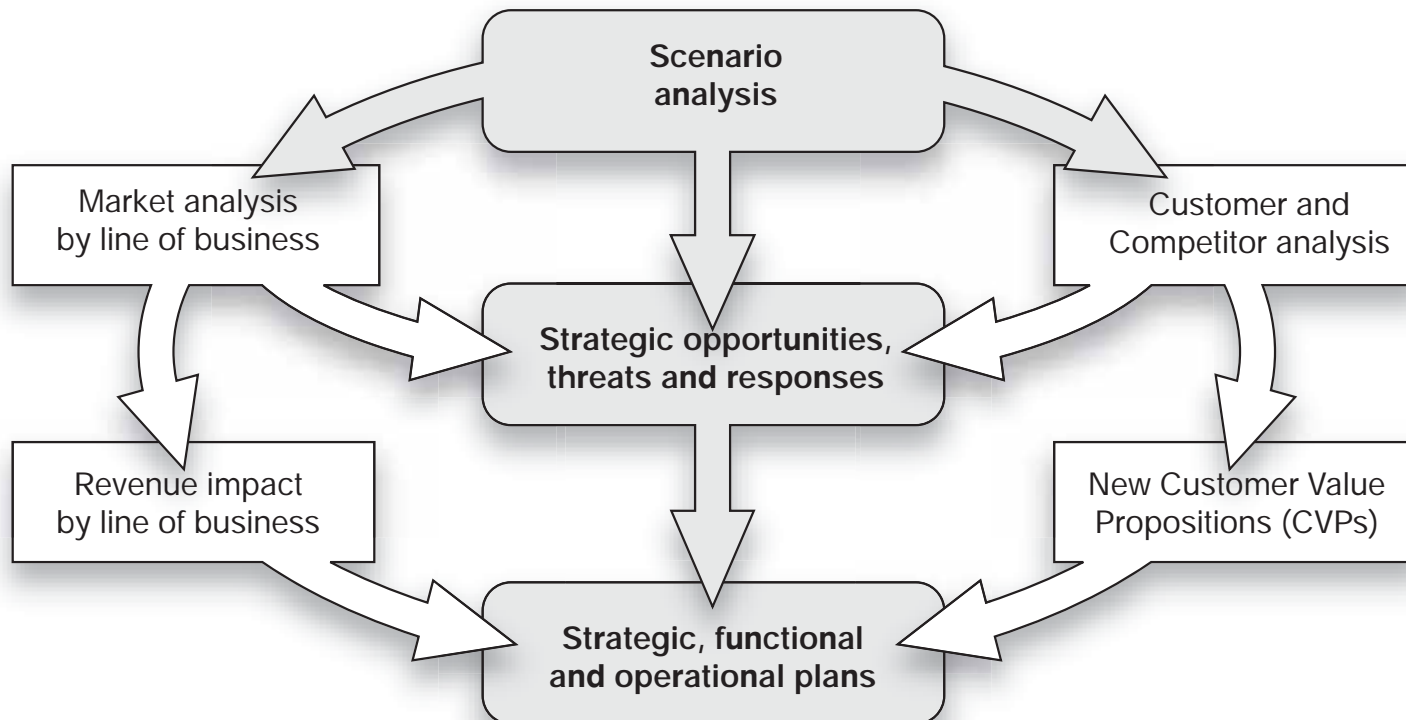 Scenario
analysis
Market analysis
by line of business
Customer and
Competitor analysis
Strategic opportunities,
threats and responses
Revenue impact
by line of business
New Customer Value
Propositions (CVPs)
Strategic, functional
and operational plans